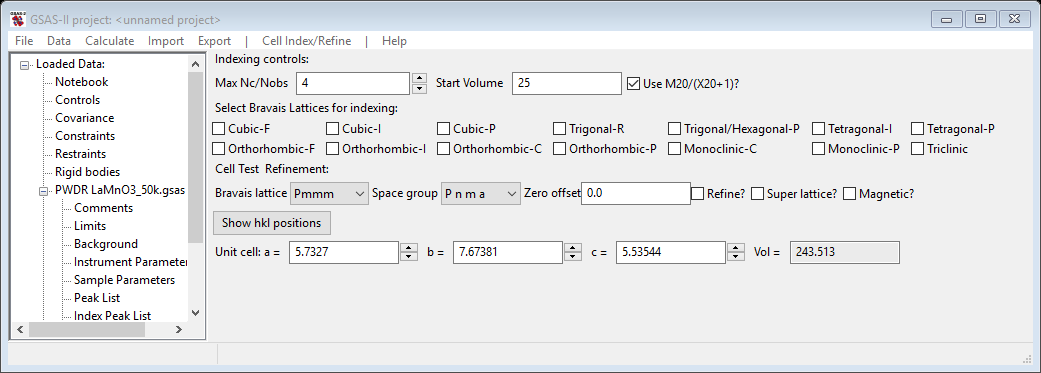 GSAS-II project: <unnamed project>
File Data Calculate Import Export | Cell Index/Refine | Help
Loaded Data:
Notebook
Controls
Covariance
Constraints
Restraints
Rigid bodies
PWDR LaMnO3_50k.gsas
Comments
Limits
Background
Instrument Parameter
Sample Parameters
Peak List
Index Peak List
Indexing controls:
Max Nc/Nobs 4 Start Volume 25 Use M20/(X20+1)?
Select Bravais Lattices for indexing:
Cubic-F Cubic-I Cubic-P Trigonal-R Trigonal/Hexagonal-P Tetragonal-I Tetragonal-P
Orthorhombic-F Orthorhombic-I Orthorhombic-C Orthorhombic-P Monoclinic-C Monoclinic-P Triclinic
Cell Test Refinement:
Bravais lattice Pmmm Space group P n m a Zero offset 0.0 Refine? Super lattice? Magnetic?
Show hkl positions
Unit cell: a = 5.7327 b = 7.67381 c = 5.53544 Vol = 243.513